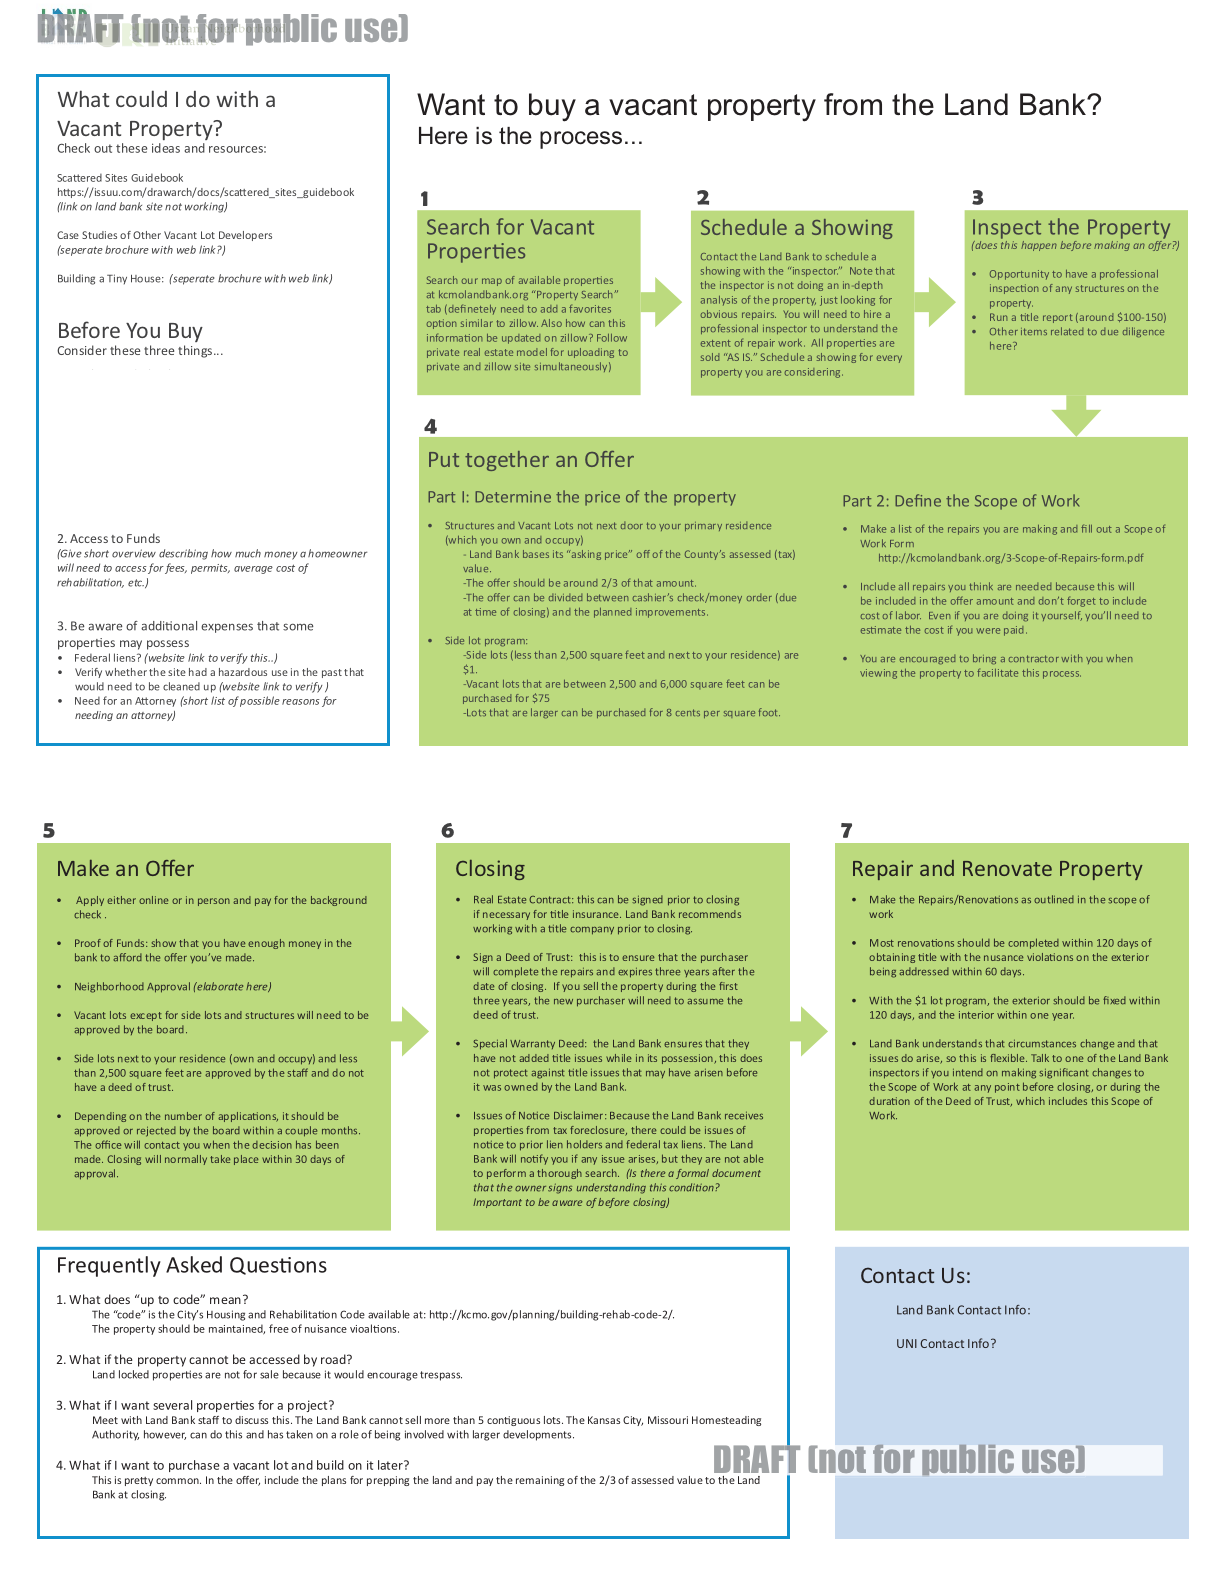 LAND
DRAFT (not for public use)
What could I do with a
Vacant Property?
Check out these ideas and resources:
Scattered Sites Guidebook
https://issuu.com/drawarch/docs/scattered_sites_guidebook
(link on land bank site not working)
Case Studies of Other Vacant Lot Developers
(seperate brochure with web link?)
Building a Tiny House:  (seperate brochure with web link)
Before You Buy
Consider these three things...
2. Access to Funds
(Give short overview describing how much money a homeowner
will need to access for fees, permits, average cost of
rehabilitation, etc.)
3. Be aware of additional expenses that some
properties may possess
• Federal liens? (website link to verify this..)
• Verify whether the site had a hazardous use in the past that
would need to be cleaned up (website link to verify )
• Need for an Attorney (short list of possible reasons for
needing an attorney)
Want to buy a vacant property from the Land Bank?
Here is the process...
1
Search for Vacant
Properties
Search our map of available properties
at kcmolandbank.org “Property Search”
tab (definetely need to add a favorites
option similar to zillow. Also how can this
information be updated on zillow? Follow
private real estate model for uploading to
private and zillow site simultaneously)
2
Schedule a Showing
Contact the Land Bank to schedule a
showing with the “inspector.”  Note that
the inspector is not doing an in-depth
analysis of the property, just looking for
obvious repairs.  You will need to hire a
professional inspector to understand the
extent of repair work.  All properties are
sold “AS IS.” Schedule a showing for every
property you are considering.
3
Inspect the Property
(does this happen before making an offer?)
• Opportunity to have a professional
inspection of any structures on the
property.
• Run a title report (around $100-150)
• Other items related to due diligence
here?
4
Put together an Offer
Part I: Determine the price of the property
• Structures and Vacant Lots not next door to your primary residence
(which you own and occupy)
- Land Bank bases its “asking price” off of the County’s assessed (tax)
value.
-The offer should be around 2/3 of that amount.
-The offer can be divided between cashier’s check/money order (due
at time of closing) and the planned improvements.
• Side lot program:
-Side lots (less than 2,500 square feet and next to your residence) are
$1.
-Vacant lots that are between 2,500 and 6,000 square feet can be
purchased for $75
-Lots that are larger can be purchased for 8 cents per square foot.
Part 2: Define the Scope of Work
• Make a list of the repairs you are making and fill out a Scope of
Work Form
http://kcmolandbank.org/3-Scope-of-Repairs-form.pdf
• Include all repairs you think are needed because this will
be included in the offer amount and don’t forget to include
cost of labor.  Even if you are doing it yourself, you’ll need to
estimate the cost if you were paid.
• You are encouraged to bring a contractor with you when
viewing the property to facilitate this process.
5
Make an Offer
• Apply either online or in person and pay for the background
check .
• Proof of Funds: show that you have enough money in the
bank to afford the offer you’ve made.
• Neighborhood Approval (elaborate here)
• Vacant lots except for side lots and structures will need to be
approved by the board.
• Side lots next to your residence (own and occupy) and less
than 2,500 square feet are approved by the staff and do not
have a deed of trust.
• Depending on the number of applications, it should be
approved or rejected by the board within a couple months.
The office will contact you when the decision has been
made. Closing will normally take place within 30 days of
approval.
6
Closing
• Real Estate Contract: this can be signed prior to closing
if necessary for title insurance. Land Bank recommends
working with a title company prior to closing.
• Sign a Deed of Trust:  this is to ensure that the purchaser
will complete the repairs and expires three years after the
date of closing.  If you sell the property during the first
three years, the new purchaser will need to assume the
deed of trust.
• Special Warranty Deed:  the Land Bank ensures that they
have not added title issues while in its possession, this does
not protect against title issues that may have arisen before
it was owned by the Land Bank.
• Issues of Notice Disclaimer: Because the Land Bank receives
properties from tax foreclosure, there could be issues of
notice to prior lien holders and federal tax liens. The Land
Bank will notify you if any issue arises, but they are not able
to perform a thorough search.  (Is there a formal document
that the owner signs understanding this condition?
Important to be aware of before closing)
7
Repair and Renovate Property
• Make the Repairs/Renovations as outlined in the scope of
work
• Most renovations should be completed within 120 days of
obtaining title with the nusance violations on the exterior
being addressed within 60 days.
• With the $1 lot program, the exterior should be fixed within
120 days, and the interior within one year.
• Land Bank understands that circumstances change and that
issues do arise, so this is flexible. Talk to one of the Land Bank
inspectors if you intend on making significant changes to
the Scope of Work at any point before closing, or during the
duration of the Deed of Trust, which includes this Scope of
Work.
Frequently Asked Questions
1. What does “up to code” mean?
The “code” is the City’s Housing and Rehabilitation Code available at: http://kcmo.gov/planning/building-rehab-code-2/.
The property should be maintained, free of nuisance vioaltions.
2. What if the property cannot be accessed by road?
Land locked properties are not for sale because it would encourage trespass.
3. What if I want several properties for a project?
Meet with Land Bank staff to discuss this. The Land Bank cannot sell more than 5 contiguous lots. The Kansas City, Missouri Homesteading
Authority, however, can do this and has taken on a role of being involved with larger developments.
4. What if I want to purchase a vacant lot and build on it later?
This is pretty common. In the offer, include the plans for prepping the land and pay the remaining of the 2/3 of assessed value to the Land
Bank at closing.
Contact Us:
Land Bank Contact Info:
UNI Contact Info?
DRAFT (not for public use)